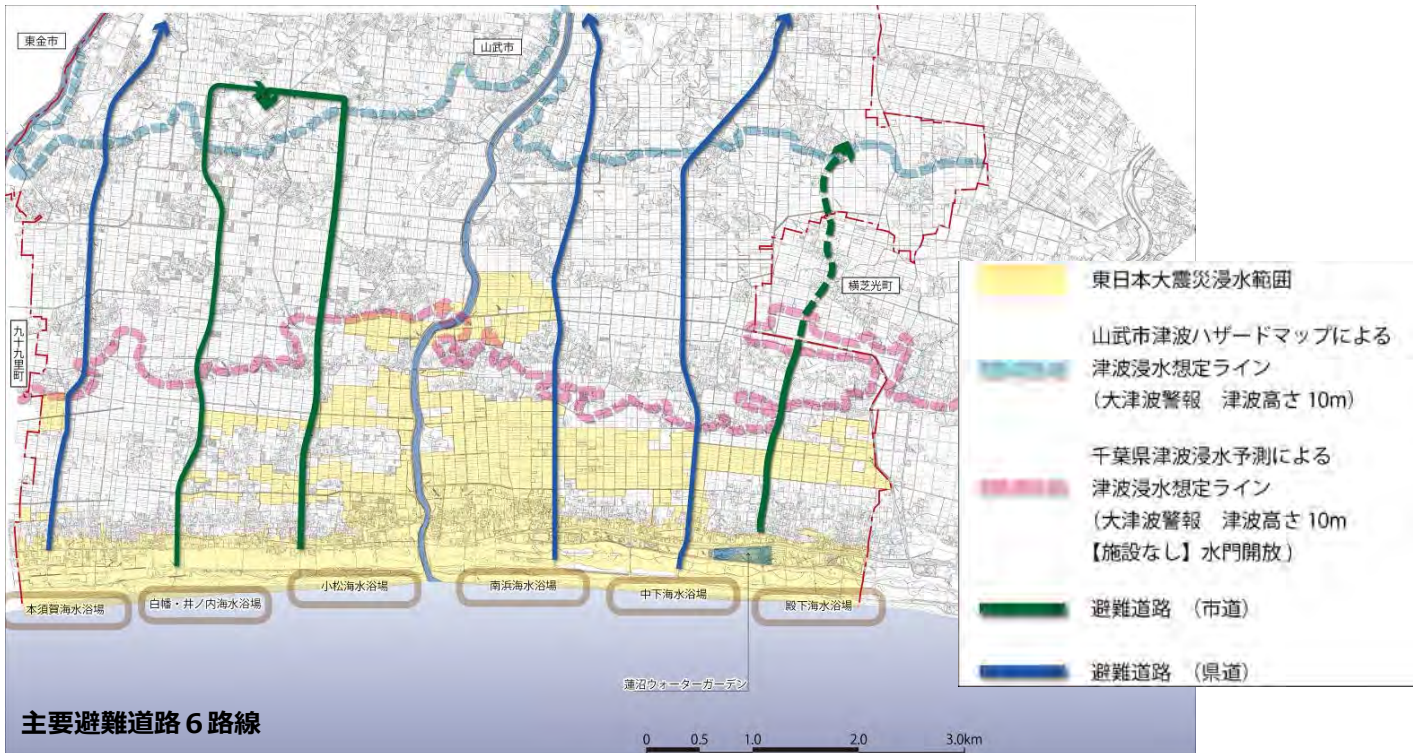 東金市
山武市
横芝光町
九十九里町
東日本大震災浸水範囲
山武市津波ハザードマップによる
津波浸水想定ライン
(大津波警報 津波高さ 10m)
千葉県津波浸水予測による
津波浸水想定ライン
(大津波警報 津波高さ 10m
【施設なし】水門開放)
避難道路 (市道)
避難道路 (県道)
本須賀海水浴場
白幡・井ノ内海水浴場
小松海水浴場
南浜海水浴場
中下海水浴場
殿下海水浴場
蓮沼ウォーターガーデン
主要避難道路6路線
0 0.5 1.0 2.0 3.0km